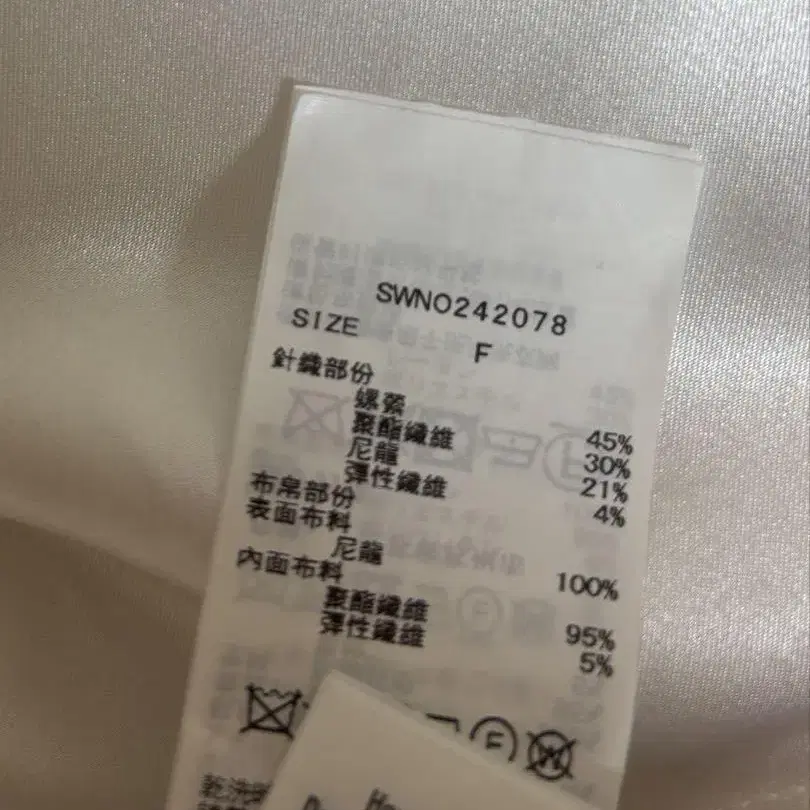 SWNO242078
SIZE F
針織部份
嫘縈 45%
聚酯纖維 30%
尼龍 21%
彈性纖維 4%
布帛部份
表面布料
尼龍 100%
內面布料
聚酯纖維 95%
彈性纖維 5%
乾洗